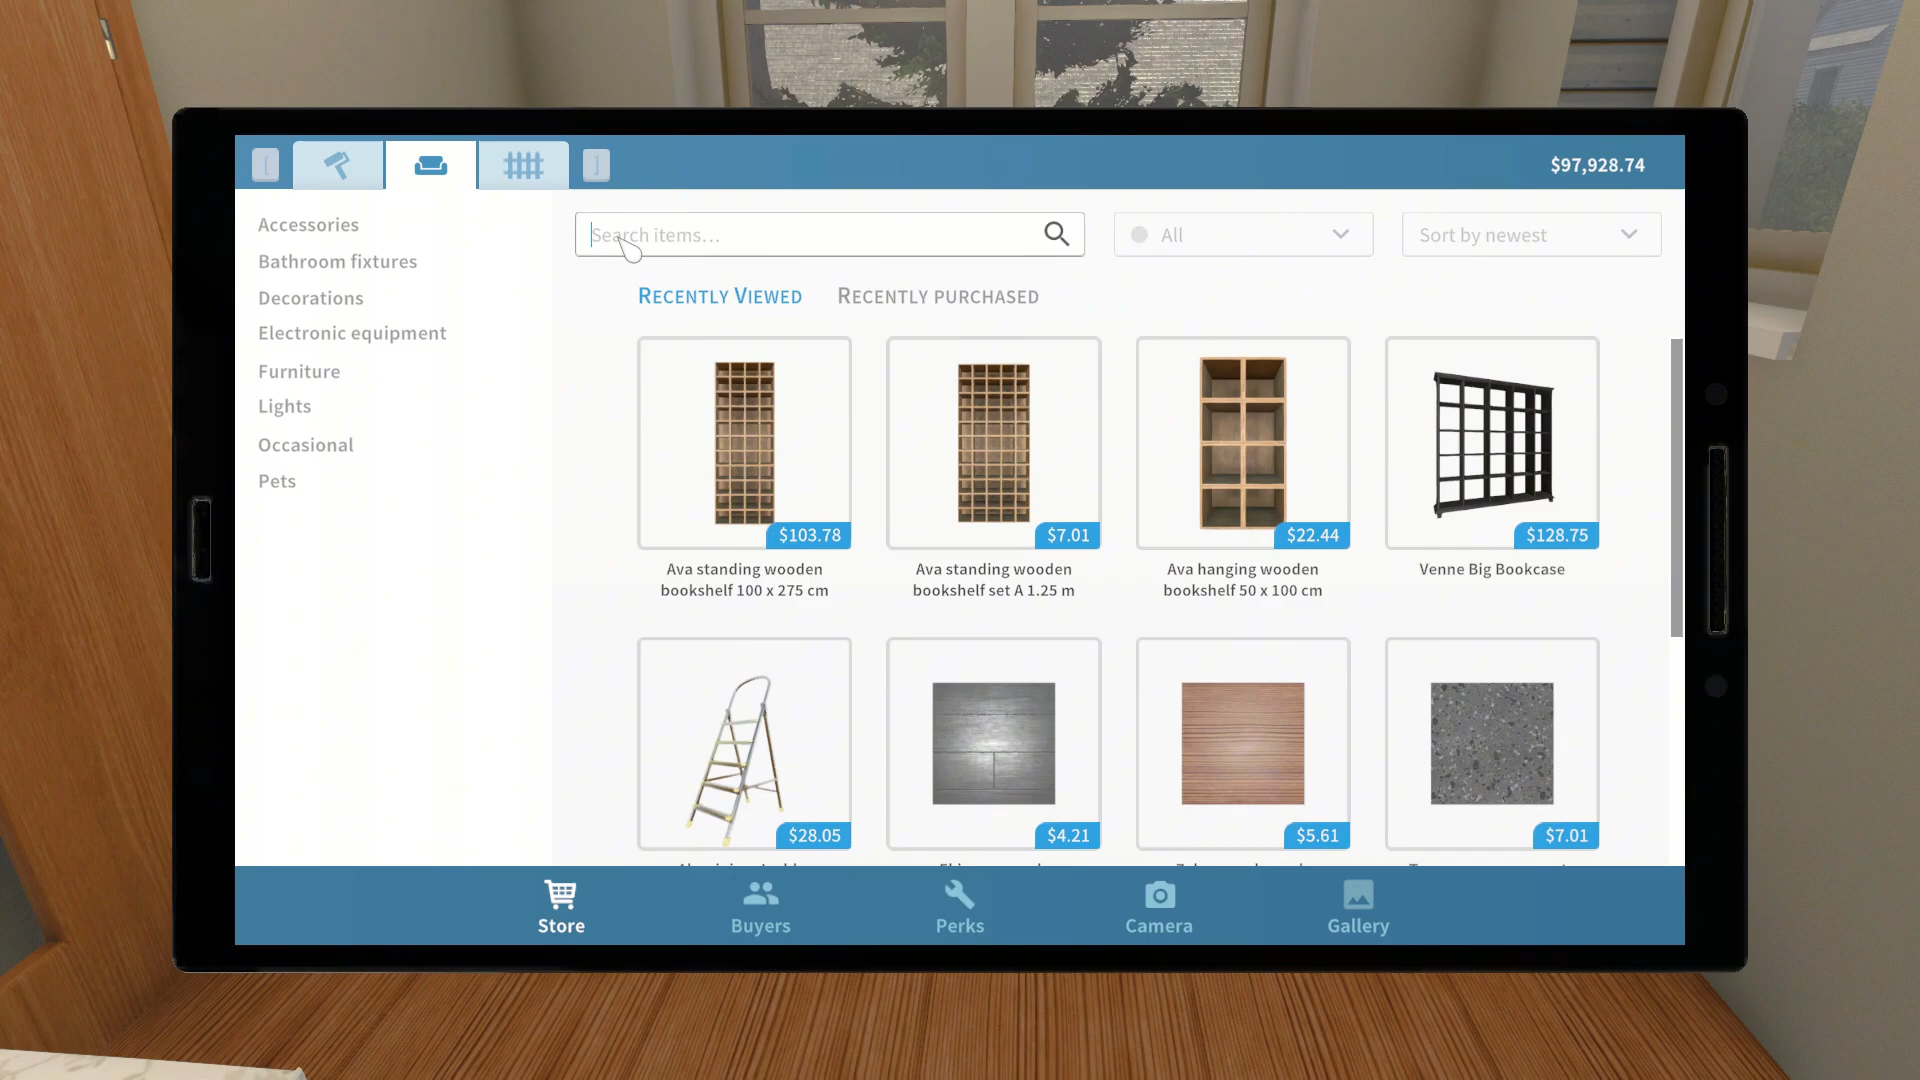 [
]
$97,928.74
Accessories
Bathroom fixtures
Decorations
Electronic equipment
Furniture
Lights
Occasional
Pets
Search items...
All
Sort by newest
RECENTLY VIEWED
RECENTLY PURCHASED
$103.78
Ava standing wooden
bookshelf 100 x 275 cm
$7.01
Ava standing wooden
bookshelf set A 1.25 m
$22.44
Ava hanging wooden
bookshelf 50 x 100 cm
$128.75
Venne Big Bookcase
$28.05
$4.21
$5.61
$7.01
Store
Buyers
Perks
Camera
Gallery